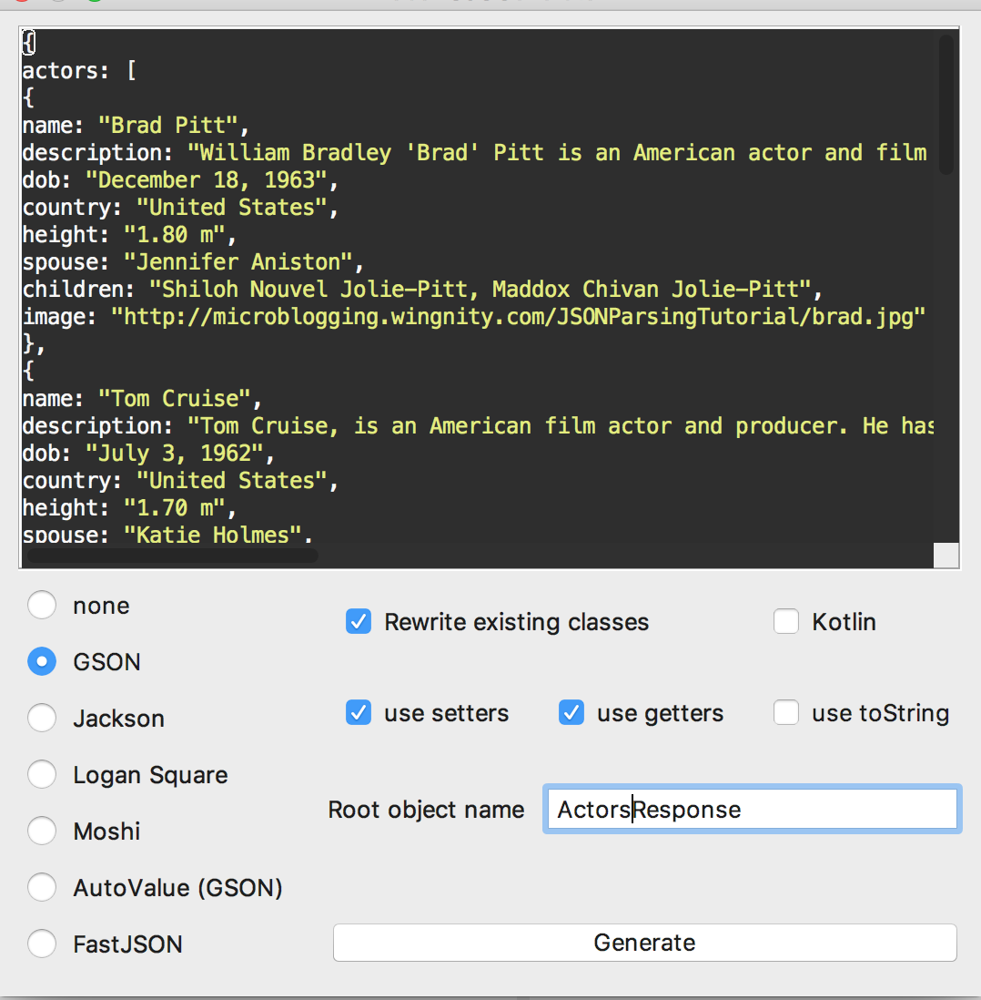 {
actors: [
{
name: "Brad Pitt",
description: "William Bradley 'Brad' Pitt is an American actor and film
dob: "December 18, 1963",
country: "United States",
height: "1.80 m",
spouse: "Jennifer Aniston",
children: "Shiloh Nouvel Jolie-Pitt, Maddox Chivan Jolie-Pitt",
image: "http://microblogging.wingnity.com/JSONParsingTutorial/brad.jpg"
},
{
name: "Tom Cruise",
description: "Tom Cruise, is an American film actor and producer. He has
dob: "July 3, 1962",
country: "United States",
height: "1.70 m",
spouse: "Katie Holmes",
none
Rewrite existing classes
Kotlin
GSON
Jackson
use setters
use getters
use toString
Logan Square
Root object name
ActorsResponse
Moshi
AutoValue (GSON)
FastJSON
Generate